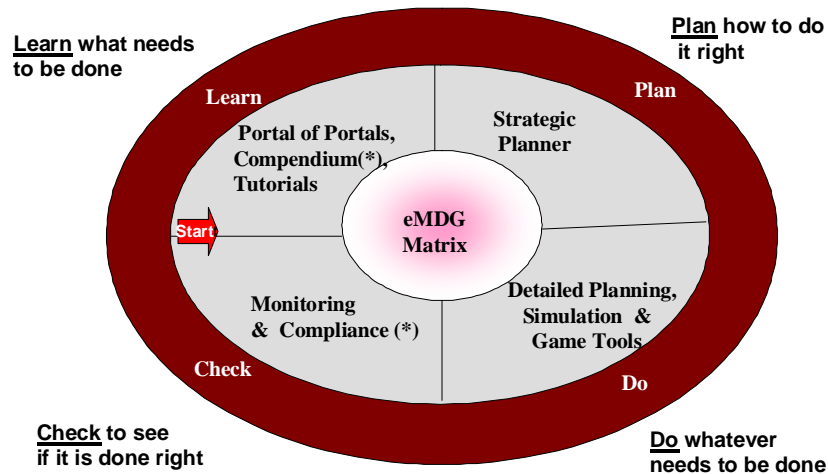 Learn what needs
to be done
Plan how to do
it right
Learn
Plan
Portal of Portals,
Compendium(*),
Tutorials
Strategic
Planner
Start
eMDG
Matrix
Monitoring
& Compliance (*)
Detailed Planning,
Simulation &
Game Tools
Check
Do
Check to see
if it is done right
Do whatever
needs to be done